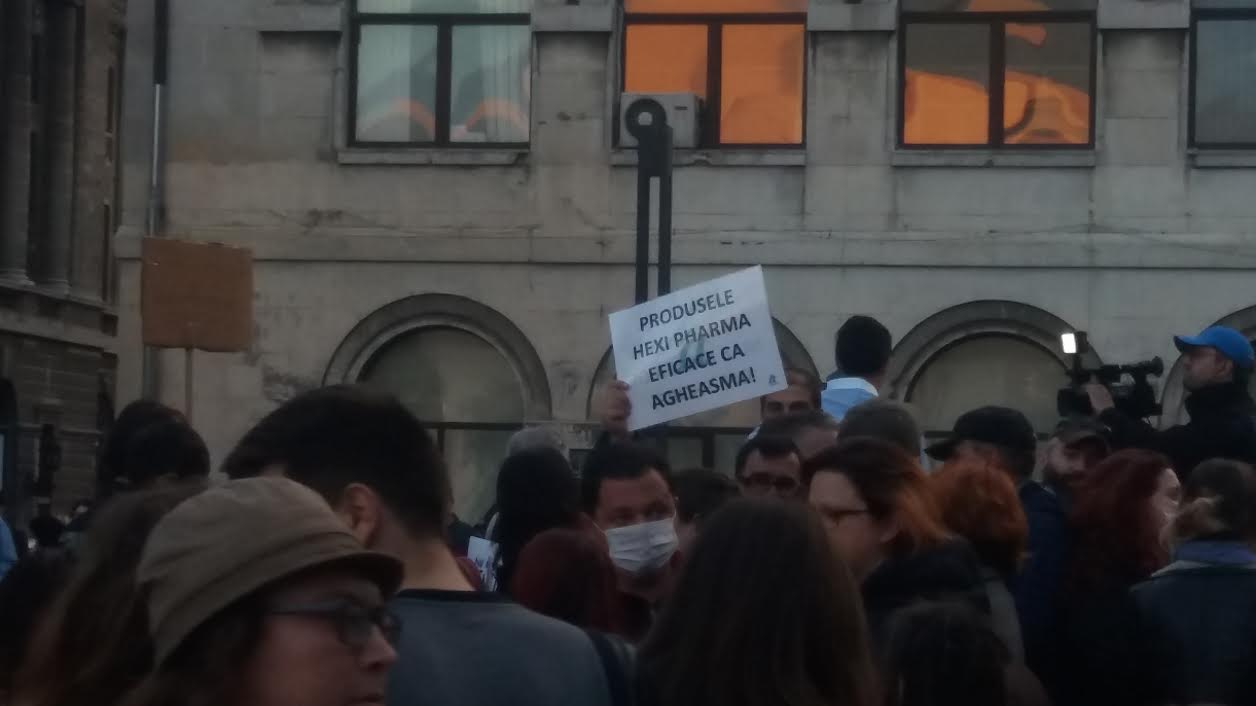 PRODUSELE
HEXI PHARMA
EFICACE CA
AGHEASMA!